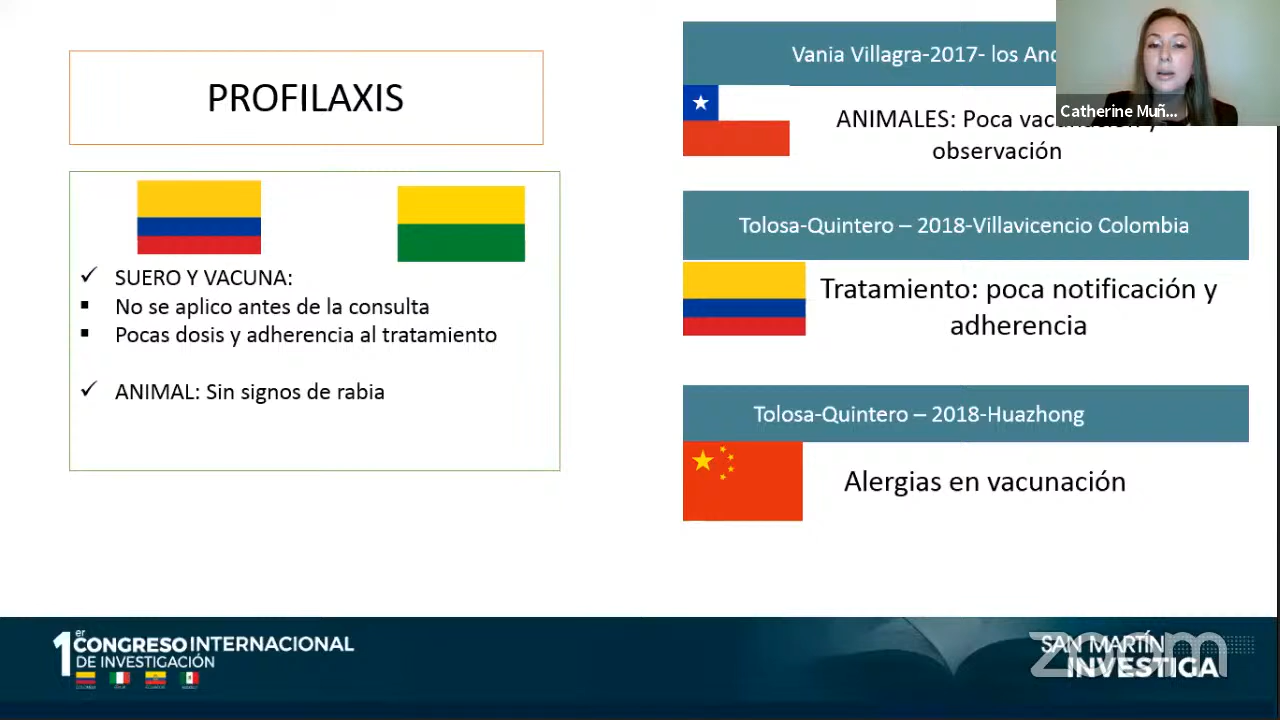 PROFILAXIS
SUERO Y VACUNA:
No se aplico antes de la consulta
Pocas dosis y adherencia al tratamiento
ANIMAL: Sin signos de rabia
Vania Villagra-2017- los
Catherine Muñ...
ANIMALES: Poca
observación
Tolosa-Quintero – 2018-Villavicencio Colombia
Tratamiento: poca notificación y
adherencia
Tolosa-Quintero – 2018-Huazhong
Alergias en vacunación
1er
CONGRESO INTERNACIONAL
DE INVESTIGACIÓN
SAN MARTÍN
INVESTIGA
zoom